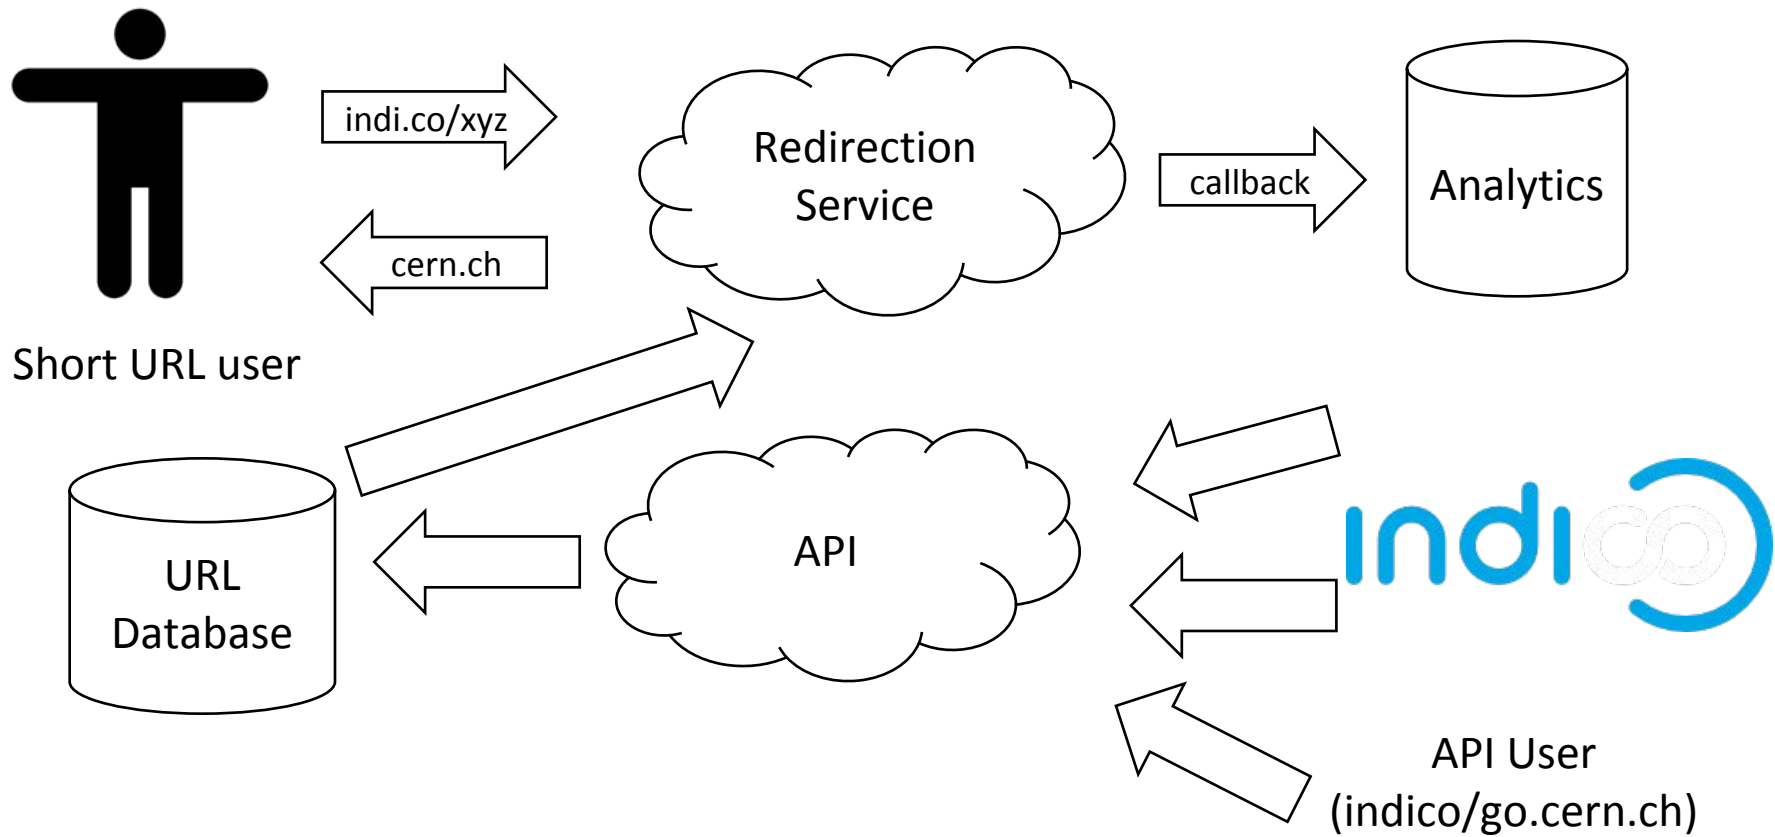 indi.co/xyz
Redirection
Service
callback
Analytics
cern.ch
Short URL user
API
URL
Database
indico
API User
(indico/go.cern.ch)